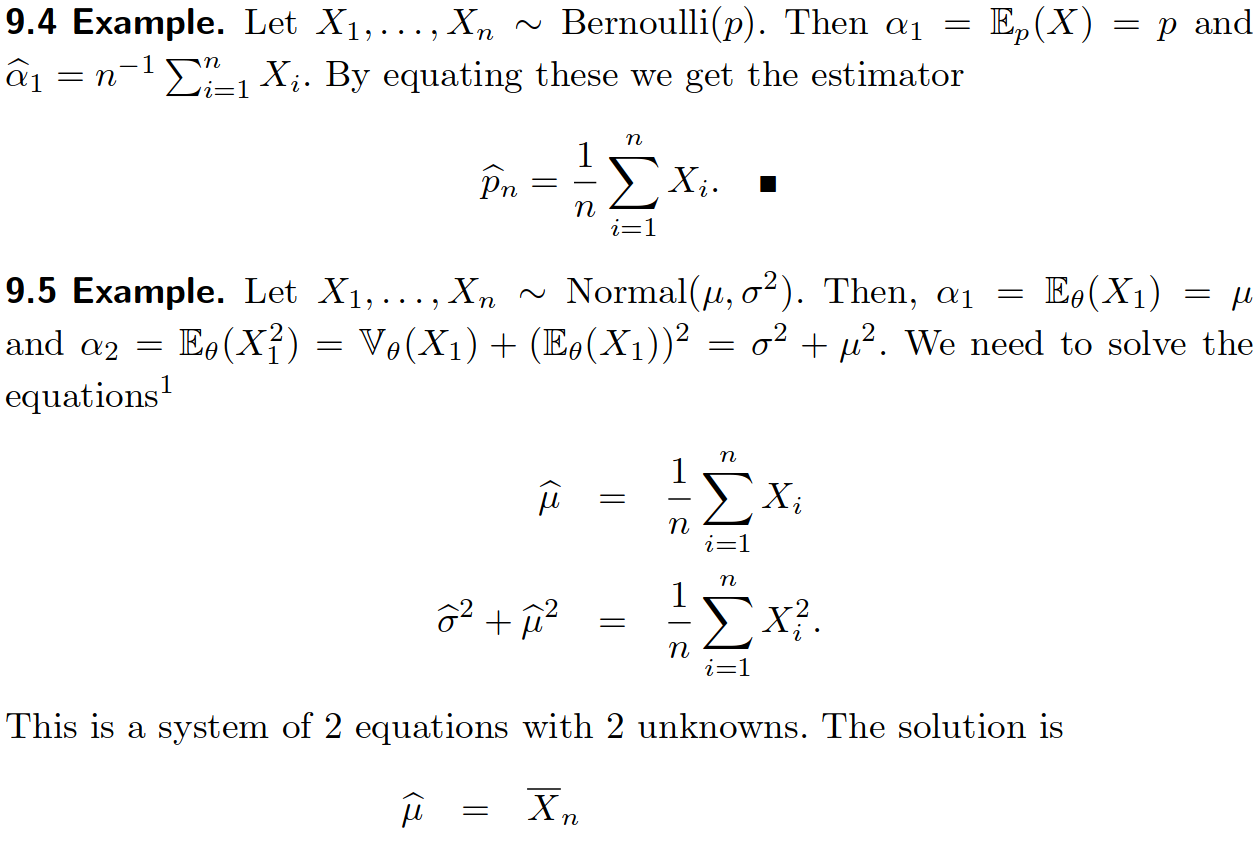 9.4 Example. Let X₁, . . . , Xₙ ∼ Bernoulli(p). Then α₁ = 𝔼ₚ(X) = p and
α̂₁ = n⁻¹ ∑ⁿᵢ₌₁ Xᵢ. By equating these we get the estimator
p̂ₙ = (1/n) ∑ⁿᵢ₌₁ Xᵢ. ■
9.5 Example. Let X₁, . . . , Xₙ ∼ Normal(μ, σ²). Then, α₁ = 𝔼_θ(X₁) = μ
and α₂ = 𝔼_θ(X₁²) = 𝕍_θ(X₁) + (𝔼_θ(X₁))² = σ² + μ². We need to solve the
equations¹
μ̂ = (1/n) ∑ⁿᵢ₌₁ Xᵢ
σ̂² + μ̂² = (1/n) ∑ⁿᵢ₌₁ Xᵢ².
This is a system of 2 equations with 2 unknowns. The solution is
μ̂ = X̅ₙ